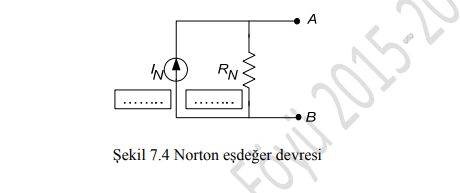 A
I_N
R_N
........ ........
B
Şekil 7.4 Norton eşdeğer devresi
Föyü 2015-20